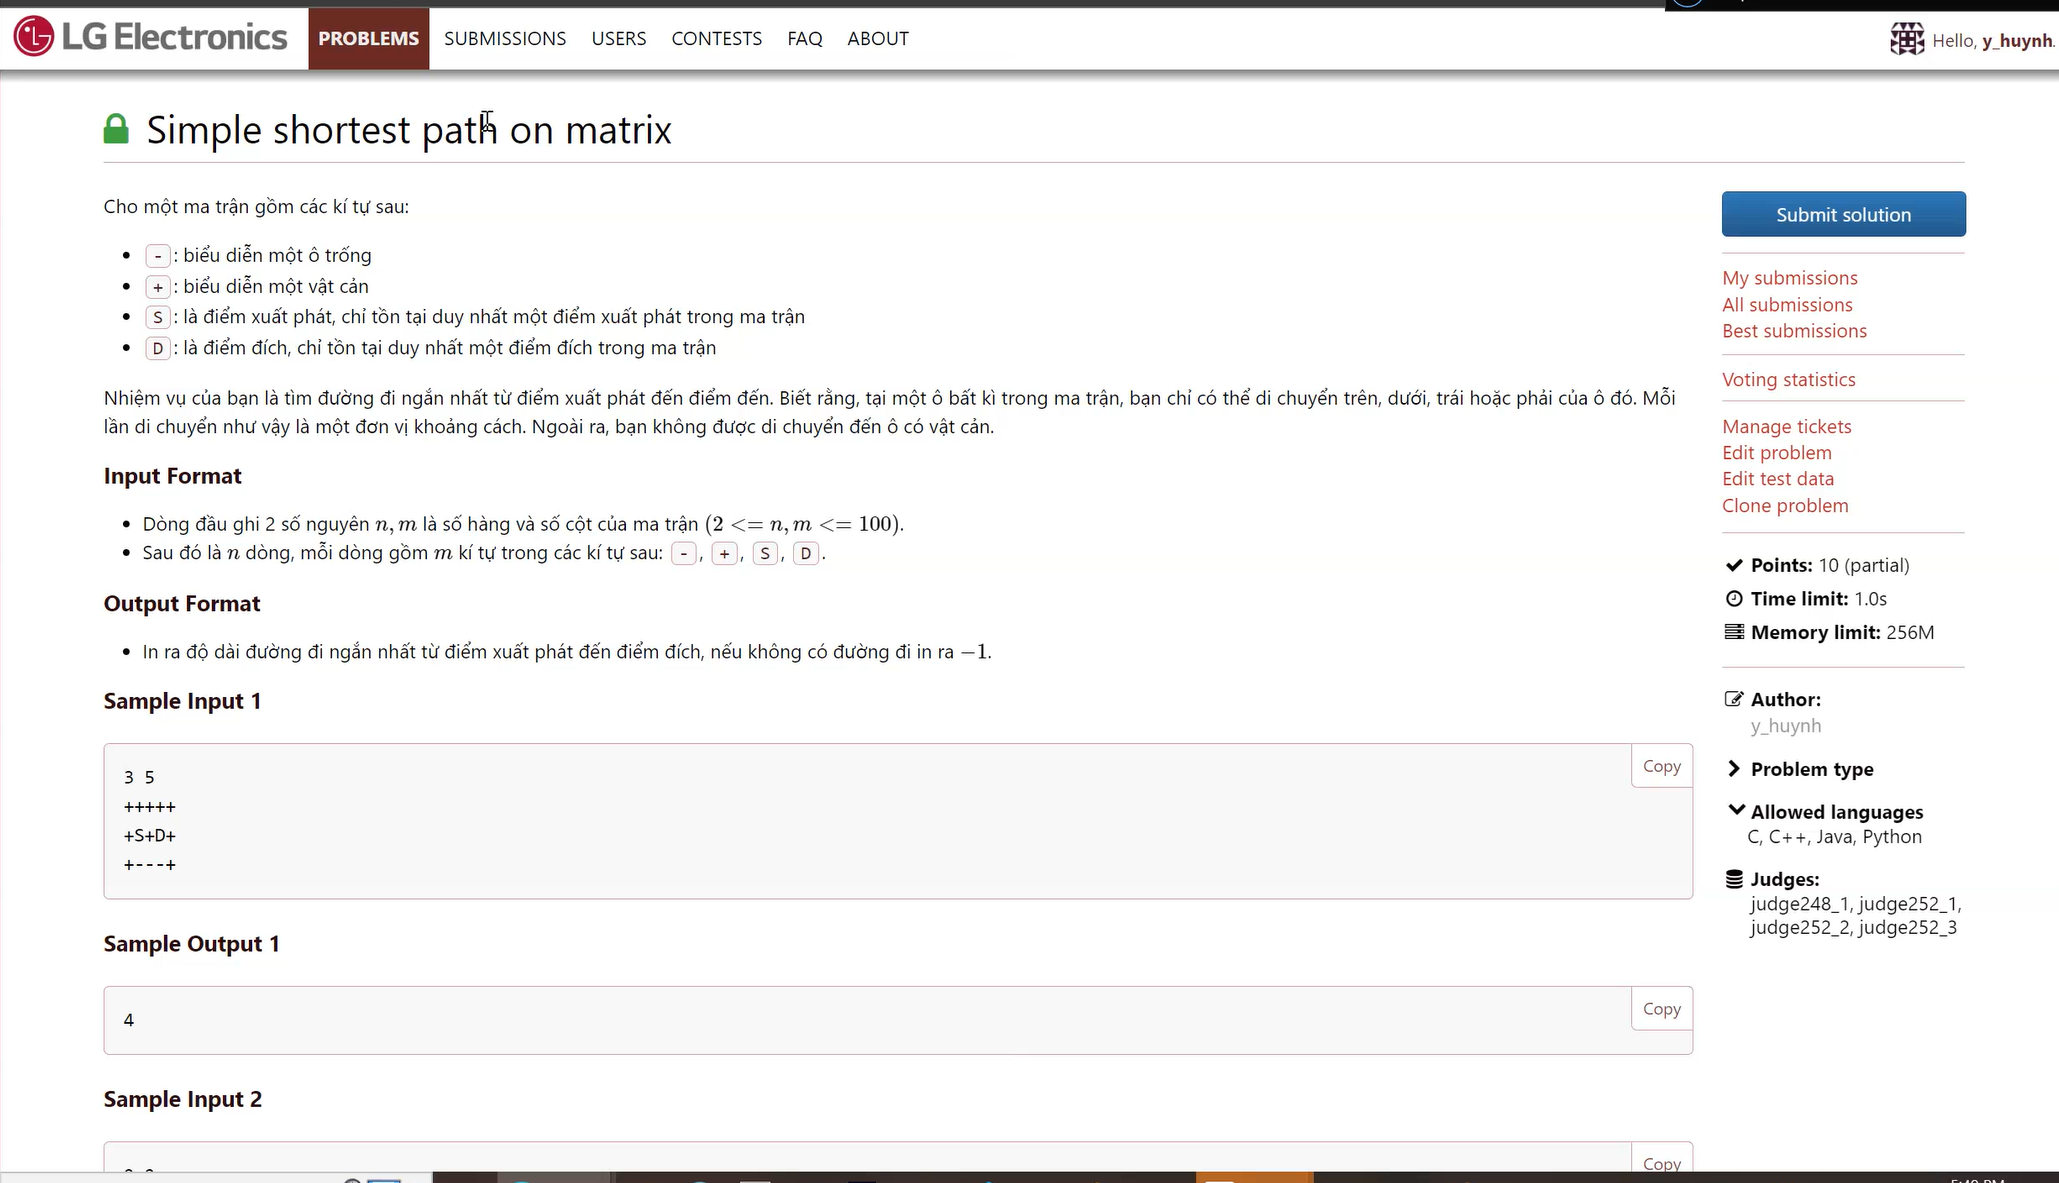 LG Electronics PROBLEMS SUBMISSIONS USERS CONTESTS FAQ ABOUT Hello, y_huynh.
Simple shortest path on matrix
Cho một ma trận gồm các kí tự sau:
- : biểu diễn một ô trống
+ : biểu diễn một vật cản
S : là điểm xuất phát, chỉ tồn tại duy nhất một điểm xuất phát trong ma trận
D : là điểm đích, chỉ tồn tại duy nhất một điểm đích trong ma trận
Nhiệm vụ của bạn là tìm đường đi ngắn nhất từ điểm xuất phát đến điểm đến. Biết rằng, tại một ô bất kì trong ma trận, bạn chỉ có thể di chuyển trên, dưới, trái hoặc phải của ô đó. Mỗi
lần di chuyển như vậy là một đơn vị khoảng cách. Ngoài ra, bạn không được di chuyển đến ô có vật cản.
Input Format
Dòng đầu ghi 2 số nguyên n, m là số hàng và số cột của ma trận (2 <= n, m <= 100).
Sau đó là n dòng, mỗi dòng gồm m kí tự trong các kí tự sau: - , + , S , D .
Output Format
In ra độ dài đường đi ngắn nhất từ điểm xuất phát đến điểm đích, nếu không có đường đi in ra −1.
Sample Input 1
Copy
3 5
+++++
+S+D+
+---+
Sample Output 1
Copy
4
Sample Input 2
Copy
Submit solution
My submissions
All submissions
Best submissions
Voting statistics
Manage tickets
Edit problem
Edit test data
Clone problem
Points: 10 (partial)
Time limit: 1.0s
Memory limit: 256M
Author:
y_huynh
Problem type
Allowed languages
C, C++, Java, Python
Judges:
judge248_1, judge252_1,
judge252_2, judge252_3